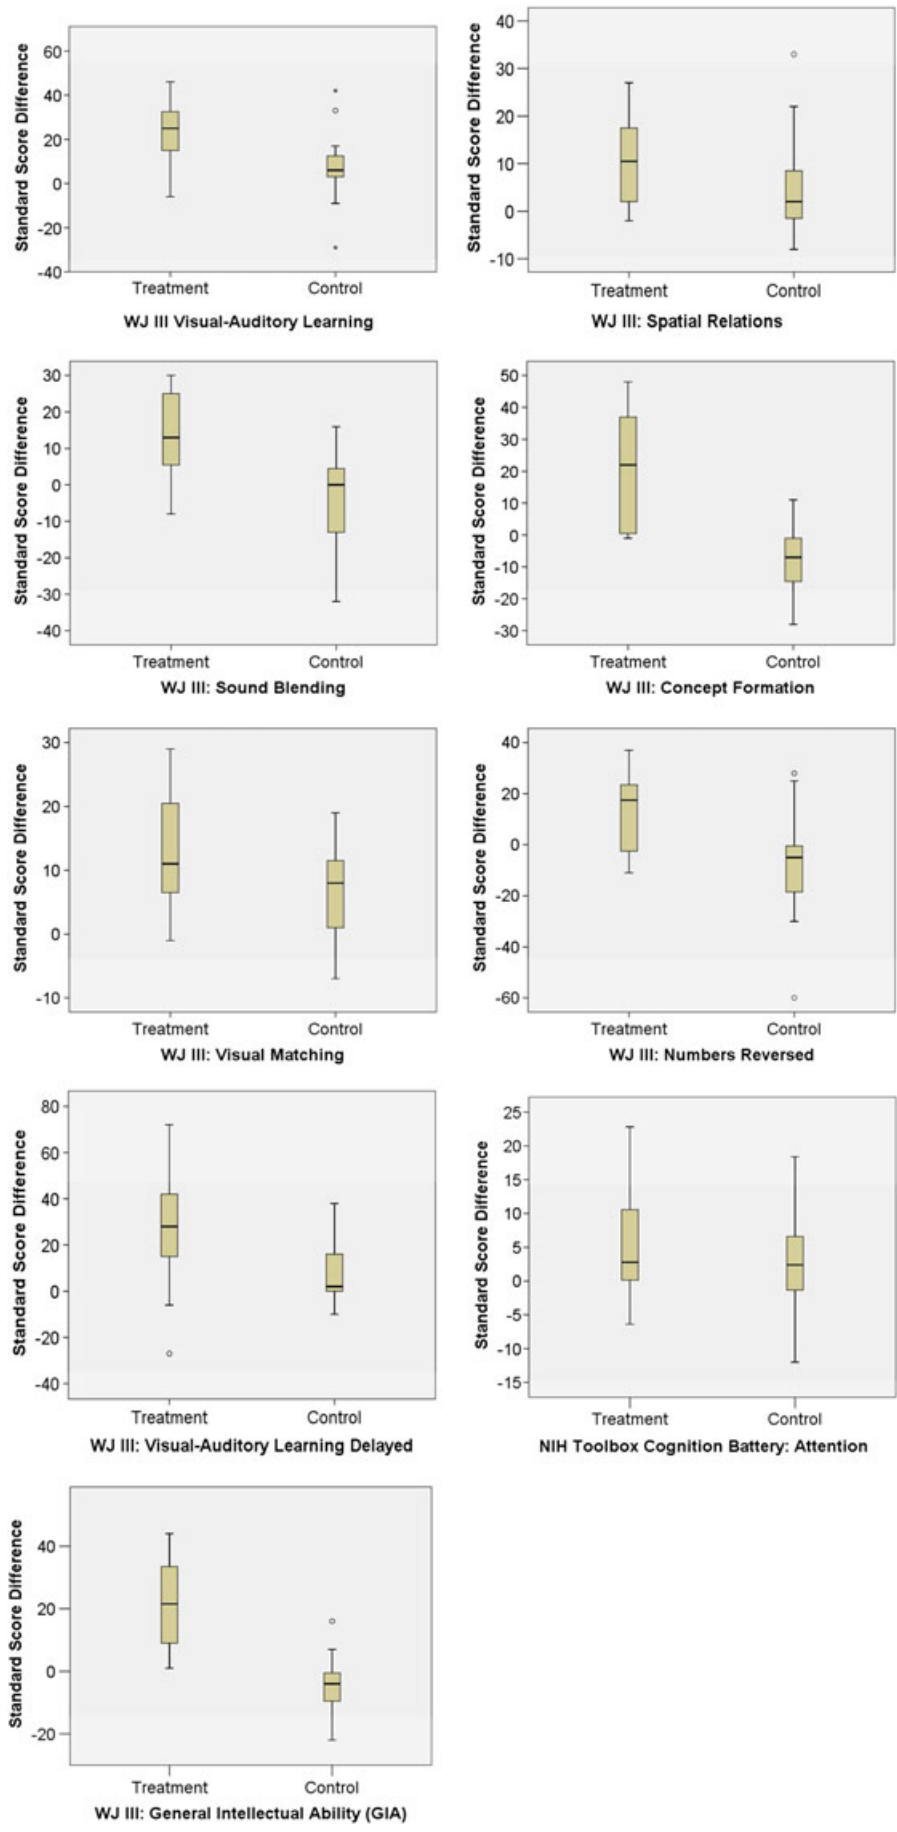 Standard Score Difference
60
40
20
0
-20
-40
Treatment Control
WJ III Visual-Auditory Learning
Standard Score Difference
40
30
20
10
0
-10
Treatment Control
WJ III: Spatial Relations
Standard Score Difference
30
20
10
0
-10
-20
-30
-40
Treatment Control
WJ III: Sound Blending
Standard Score Difference
50
40
30
20
10
0
-10
-20
-30
Treatment Control
WJ III: Concept Formation
Standard Score Difference
30
20
10
0
-10
Treatment Control
WJ III: Visual Matching
Standard Score Difference
40
20
0
-20
-40
-60
Treatment Control
WJ III: Numbers Reversed
Standard Score Difference
80
60
40
20
0
-20
-40
Treatment Control
WJ III: Visual-Auditory Learning Delayed
Standard Score Difference
25
20
15
10
5
0
-5
-10
-15
Treatment Control
NIH Toolbox Cognition Battery: Attention
Standard Score Difference
40
20
0
-20
Treatment Control
WJ III: General Intellectual Ability (GIA)